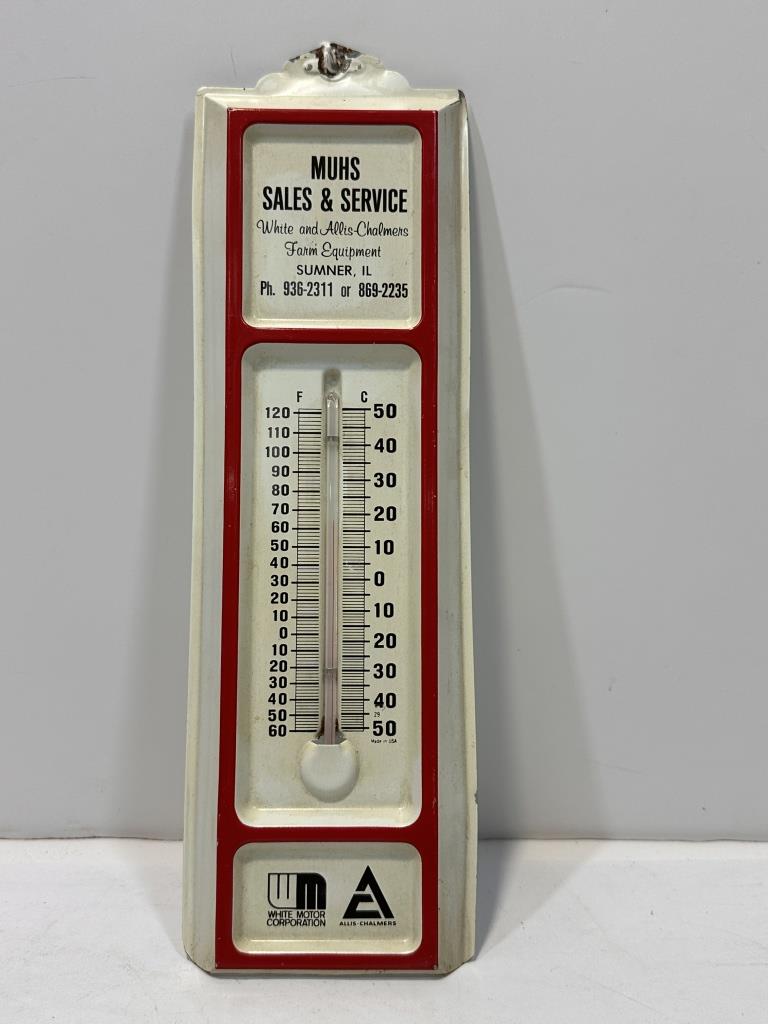 MUHS
SALES & SERVICE
White and Allis-Chalmers
Farm Equipment
SUMNER, IL
Ph. 936-2311 or 869-2235
F C
120 50
110
100 40
90
80 30
70
60 20
50 10
40
30 0
20
10 10
0
10 20
20
30 30
40 40
50 29
60 50
Made in USA
WM
WHITE MOTOR
CORPORATION
A
ALLIS-CHALMERS